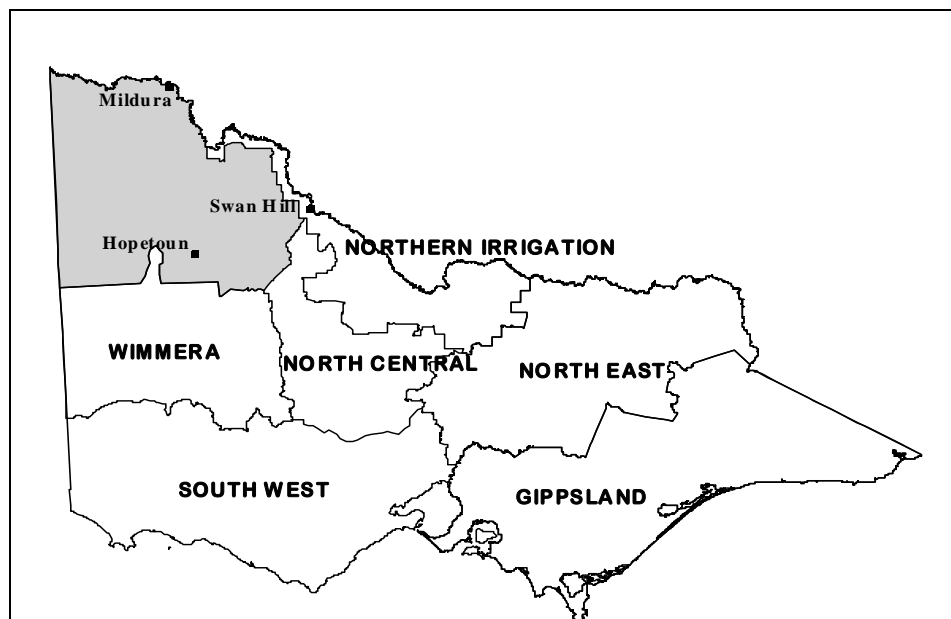 Mildura
Swan Hill
Hopetoun
NORTHERN IRRIGATION
WIMMERA
NORTH CENTRAL
NORTH EAST
SOUTH WEST
GIPPSLAND